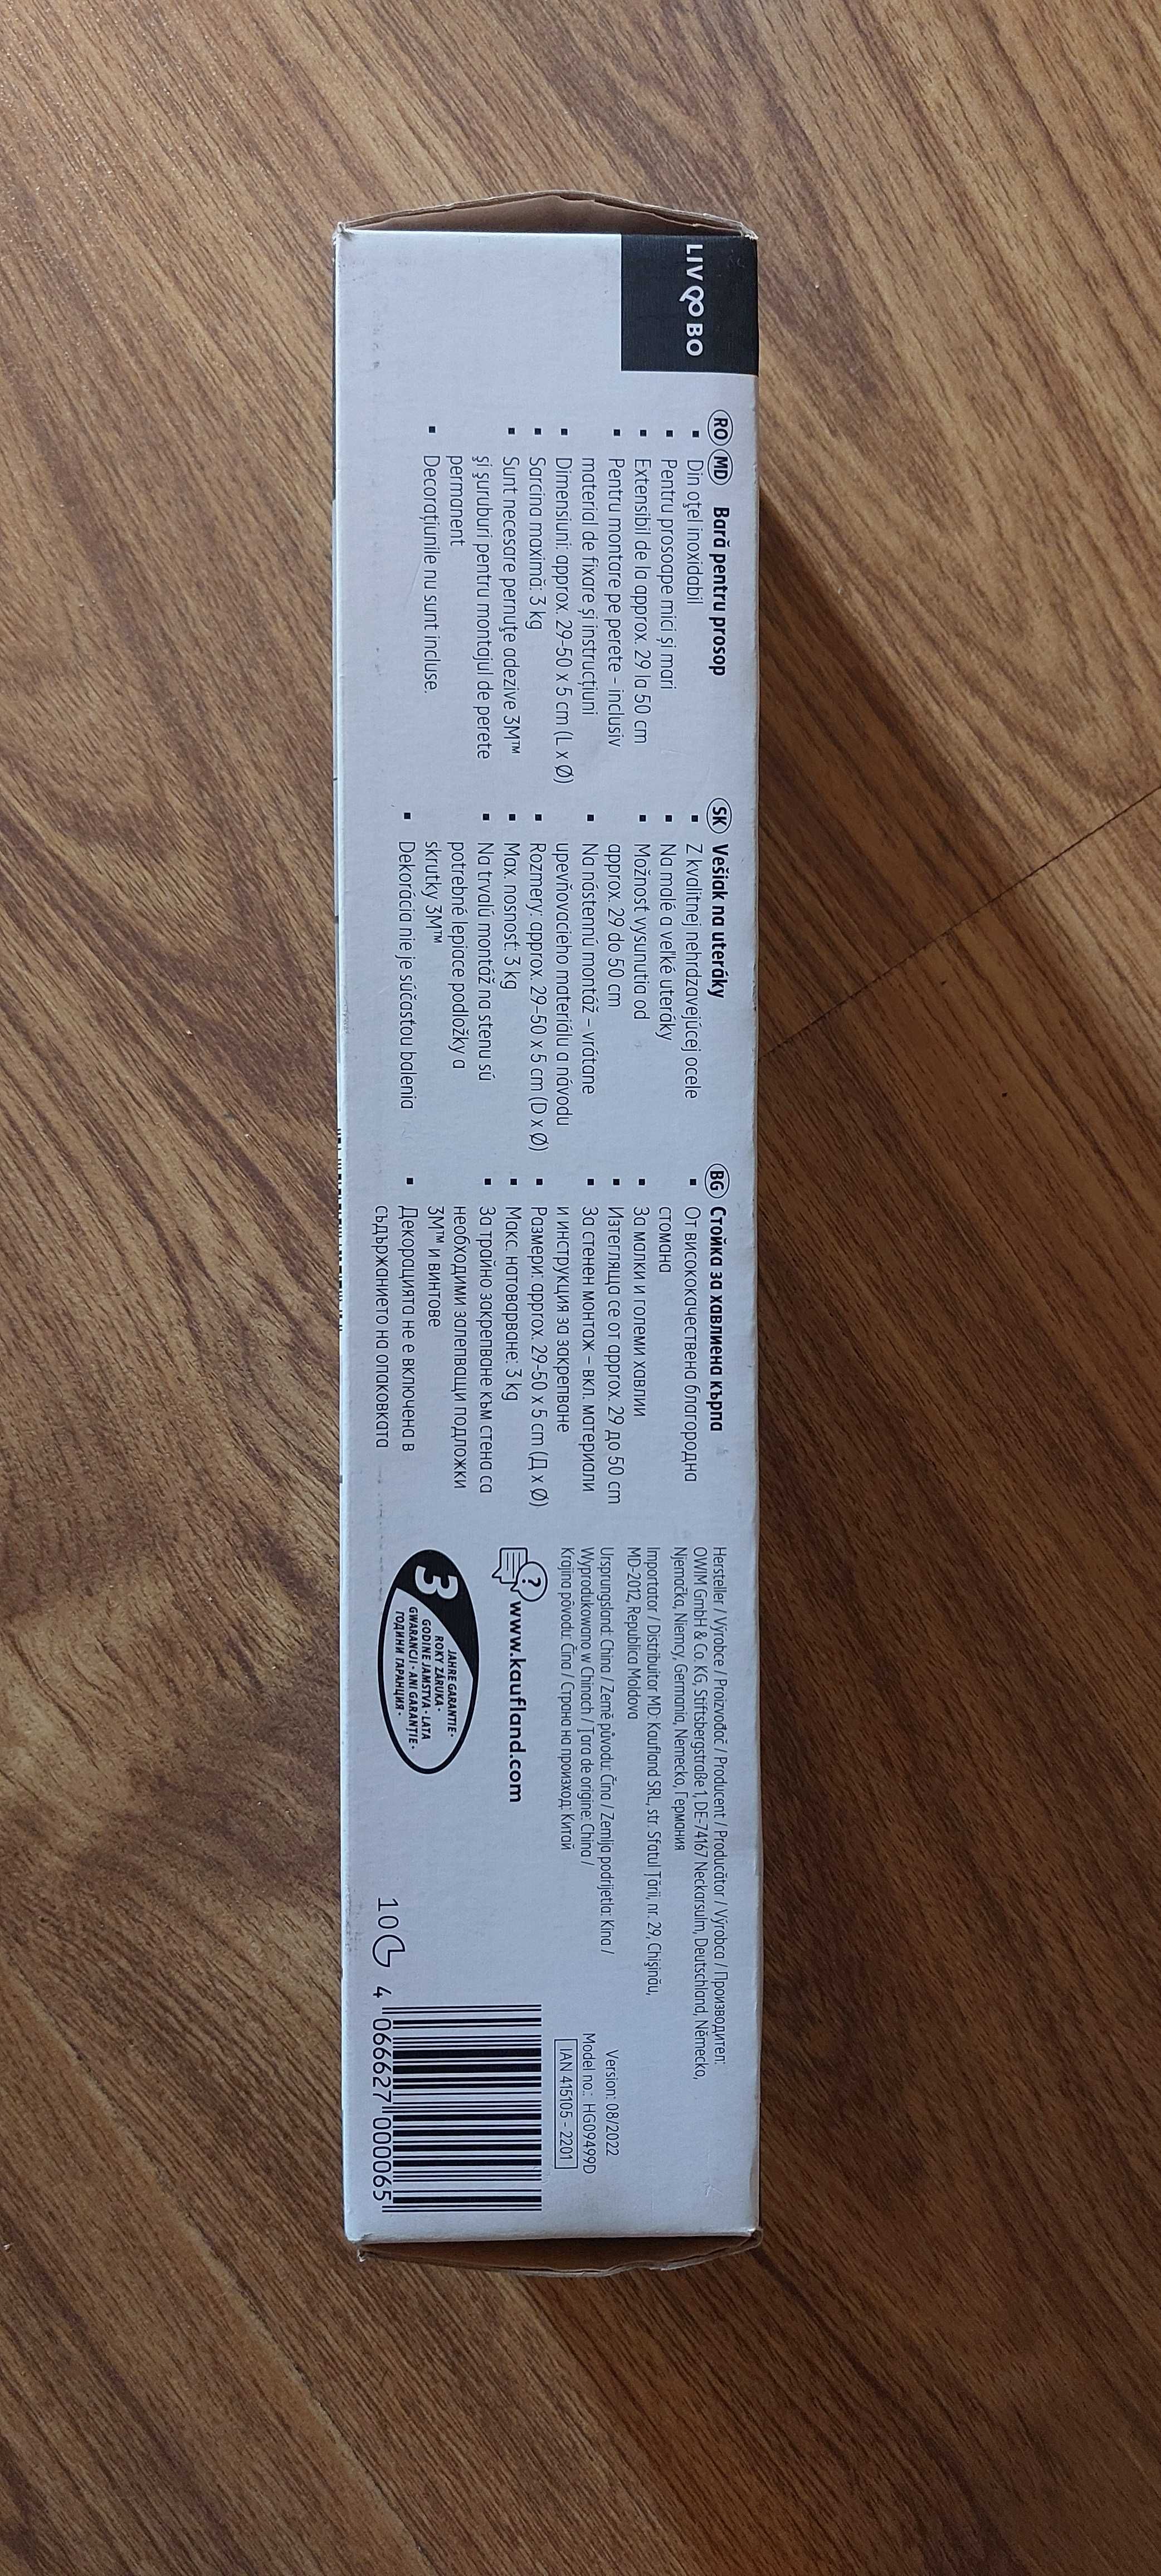 LIVOBO
RO MD Bară pentru prosop
▪ Din oţel inoxidabil
▪ Pentru prosoape mici şi mari
▪ Extensibil de la approx. 29 la 50 cm
▪ Pentru montare pe perete - inclusiv
material de fixare şi instrucţiuni
▪ Dimensiuni: approx. 29-50 x 5 cm (L x Ø)
▪ Sarcina maximă: 3 kg
▪ Sunt necesare pernuţe adezive 3M™
şi şuruburi pentru montajul de perete
permanent
▪ Decoraţiunile nu sunt incluse.
SK Vešiak na uteráky
▪ Z kvalitnej nehrdzavejúcej ocele
▪ Na malé a veľké uteráky
▪ Možnosť vysunutia od
approx. 29 do 50 cm
▪ Na nástennú montáž – vrátane
upevňovacieho materiálu a návodu
▪ Rozmery: approx. 29–50 x 5 cm (D x Ø)
▪ Max. nosnosť: 3 kg
▪ Na trvalú montáž na stenu sú
potrebné lepiace podložky a
skrutky 3M™
▪ Dekorácia nie je súčasťou balenia
BG Стойка за хавлиена кърпа
▪ От висококачествена благородна
стомана
▪ За малки и големи хавлии
▪ Изтегляща се от approx. 29 до 50 cm
▪ За стенен монтаж – вкл. материали
и инструкция за закрепване
▪ Размери: approx. 29-50 x 5 cm (Д x Ø)
▪ Макс. натоварване: 3 kg
▪ За трайно закрепване към стена са
необходими залепващи подложки
3M™ и винтове
▪ Декорацията не е включена в
съдържанието на опаковката
Hersteller / Výrobce / Proizvođač / Producent / Producător / Výrobca / Производител:
OWIM GmbH & Co. KG, Stiftsbergstraße 1, DE-74167 Neckarsulm, Deutschland, Německo,
Njemačka, Niemcy, Germania, Nemecko, Германия
Importator / Distribuitor MD: Kaufland SRL, str. Sfatul Ţării, nr. 29, Chişinău,
MD-2012, Republica Moldova
Ursprungsland: China / Země původu: Čína / Zemlja podrijetla: Kina /
Wyprodukowano w Chinach / Ţara de origine: China /
Krajina pôvodu: Čína / Страна на произход: Китай
? www.kaufland.com
3
JAHRE GARANTIE •
ROKY ZÁRUKA •
GODINE JAMSTVA • LATA
GWARANCJI • ANI GARANŢIE •
ГОДИНИ ГАРАНЦИЯ •
Version: 08/2022
Model no.: HG09499D
IAN 415105 - 2201
10
4 066627 000065